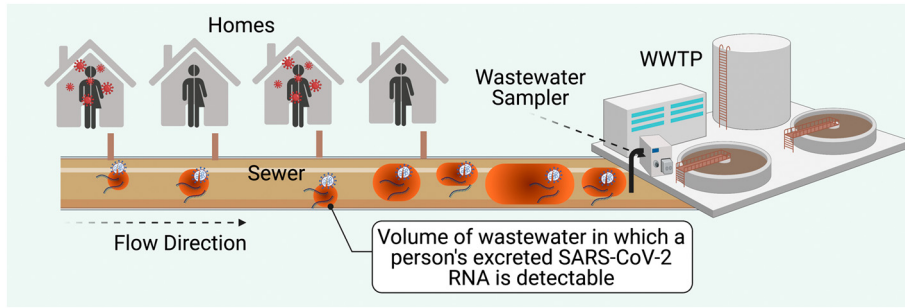 Homes
WWTP
Wastewater
Sampler
Sewer
Flow Direction
Volume of wastewater in which a
person's excreted SARS-CoV-2
RNA is detectable